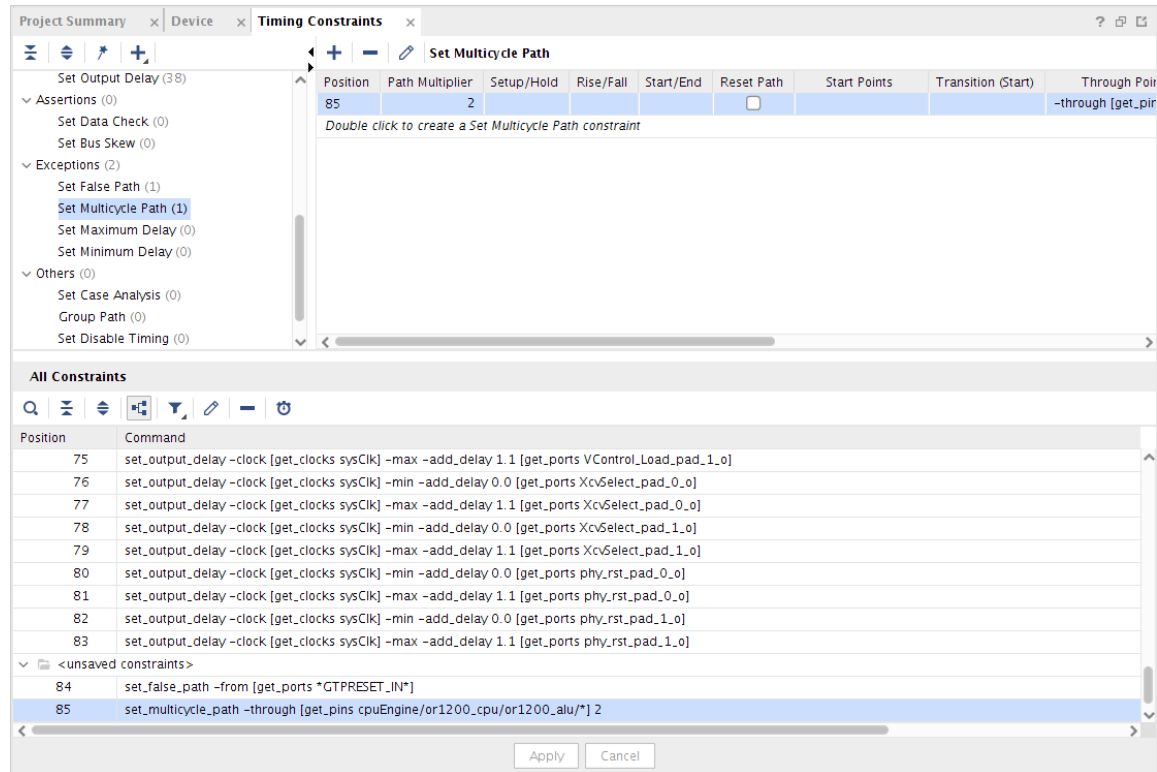 Project Summary × Device × Timing Constraints × ?
Set Multicycle Path
Set Output Delay (38)
Assertions (0)
Set Data Check (0)
Set Bus Skew (0)
Exceptions (2)
Set False Path (1)
Set Multicycle Path (1)
Set Maximum Delay (0)
Set Minimum Delay (0)
Others (0)
Set Case Analysis (0)
Group Path (0)
Set Disable Timing (0)
Position Path Multiplier Setup/Hold Rise/Fall Start/End Reset Path Start Points Transition (Start) Through Poin
85 2 -through [get_pin
Double click to create a Set Multicycle Path constraint
All Constraints
Position Command
75 set_output_delay -clock [get_clocks sysClk] -max -add_delay 1.1 [get_ports VControl_Load_pad_1_o]
76 set_output_delay -clock [get_clocks sysClk] -min -add_delay 0.0 [get_ports XcvSelect_pad_0_o]
77 set_output_delay -clock [get_clocks sysClk] -max -add_delay 1.1 [get_ports XcvSelect_pad_0_o]
78 set_output_delay -clock [get_clocks sysClk] -min -add_delay 0.0 [get_ports XcvSelect_pad_1_o]
79 set_output_delay -clock [get_clocks sysClk] -max -add_delay 1.1 [get_ports XcvSelect_pad_1_o]
80 set_output_delay -clock [get_clocks sysClk] -min -add_delay 0.0 [get_ports phy_rst_pad_0_o]
81 set_output_delay -clock [get_clocks sysClk] -max -add_delay 1.1 [get_ports phy_rst_pad_0_o]
82 set_output_delay -clock [get_clocks sysClk] -min -add_delay 0.0 [get_ports phy_rst_pad_1_o]
83 set_output_delay -clock [get_clocks sysClk] -max -add_delay 1.1 [get_ports phy_rst_pad_1_o]
<unsaved constraints>
84 set_false_path -from [get_ports *GTPRESET_IN*]
85 set_multicycle_path -through [get_pins cpuEngine/or1200_cpu/or1200_alu/*] 2
Apply Cancel